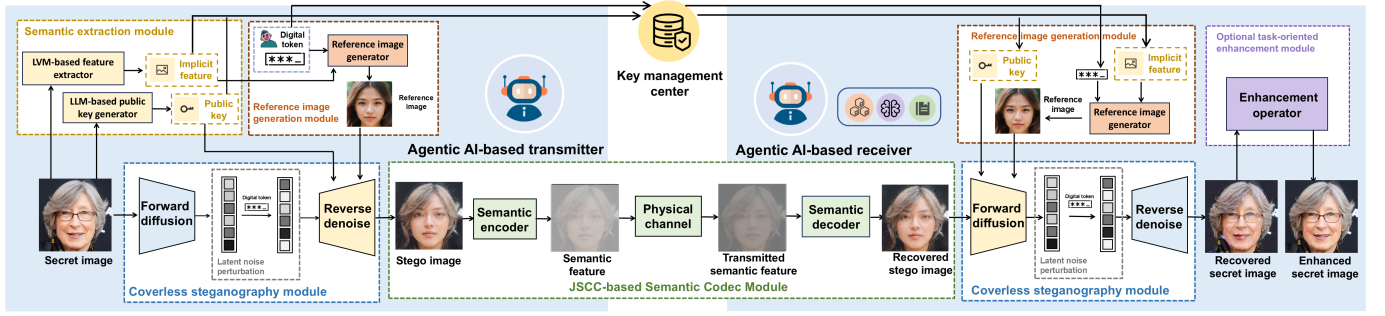 Semantic extraction module
LVM-based feature
extractor
Implicit
feature
LLM-based public
key generator
Public
key
Digital
token
***_
Reference image
generator
Reference
image
Reference image
generation module
Key management
center
Agentic AI-based transmitter
Agentic AI-based receiver
Reference image generation module
Public
key
***_
Implicit
feature
Reference
image
Reference image
generator
Optional task-oriented
enhancement module
Enhancement
operator
Secret image
Forward
diffusion
Digital token
***_
Latent noise
perturbation
Reverse
denoise
Coverless steganography module
Stego image
Semantic
encoder
Semantic
feature
Physical
channel
Transmitted
semantic feature
Semantic
decoder
Recovered
stego image
JSCC-based Semantic Codec Module
Forward
diffusion
Digital token
***_
Latent noise
perturbation
Reverse
denoise
Coverless steganography module
Recovered
secret image
Enhanced
secret image